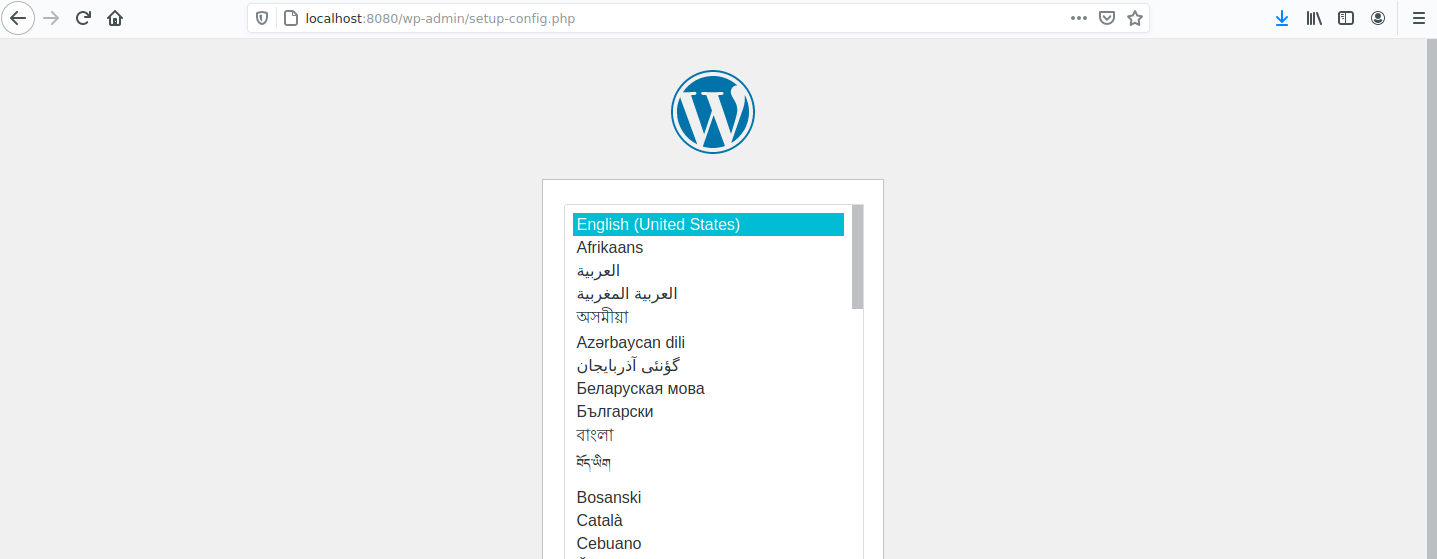 localhost:8080/wp-admin/setup-config.php
English (United States)
Afrikaans
العربية
العربية المغربية
অসমীয়া
Azərbaycan dili
گؤنئی آذربایجان
Беларуская мова
Български
বাংলা
བོད་ཡིག
Bosanski
Català
Cebuano